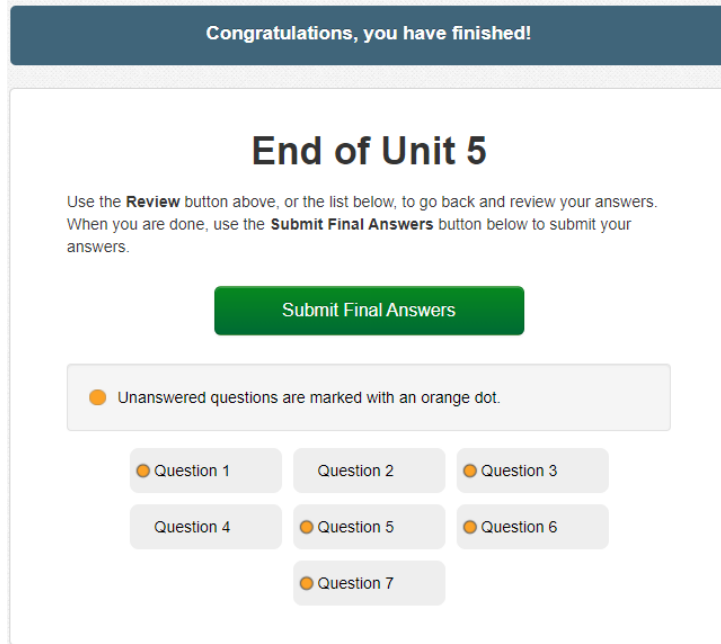 Congratulations, you have finished!
End of Unit 5
Use the Review button above, or the list below, to go back and review your answers.
When you are done, use the Submit Final Answers button below to submit your
answers.
Submit Final Answers
Unanswered questions are marked with an orange dot.
Question 1 Question 2 Question 3
Question 4 Question 5 Question 6
Question 7